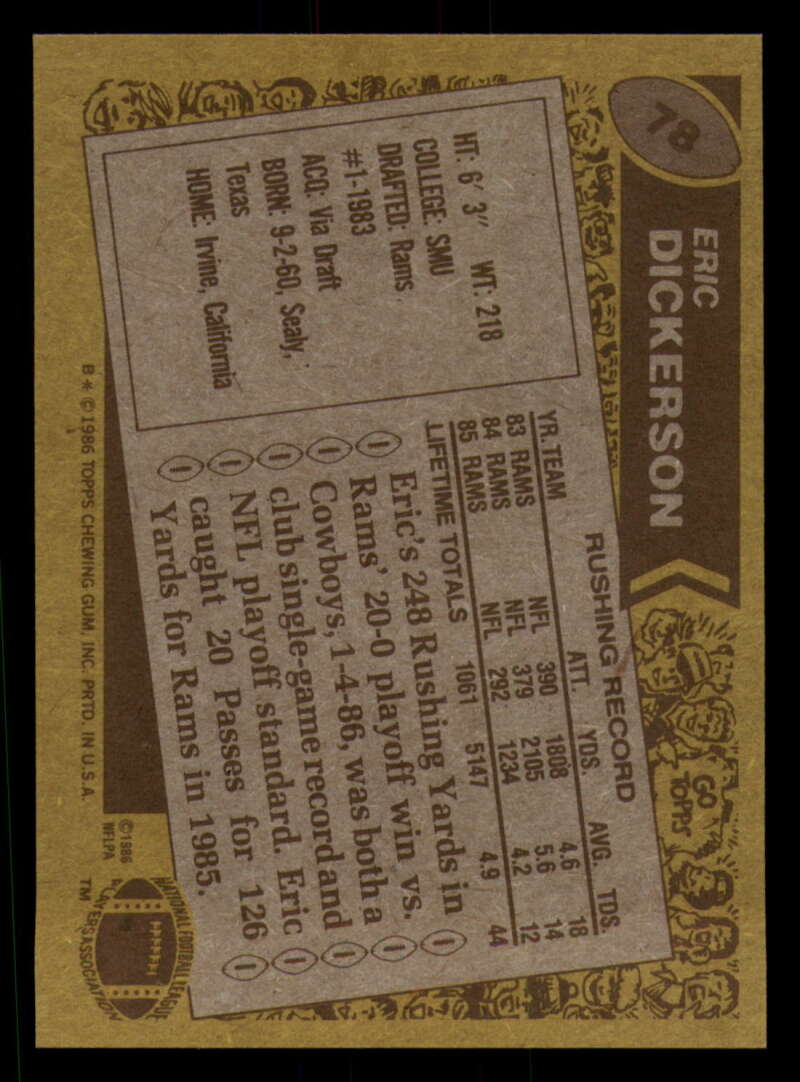 78
ERIC
DICKERSON
GO
TOPPS
HT: 6' 3" WT: 218
COLLEGE: SMU
DRAFTED: Rams
#1-1983
ACQ: Via Draft
BORN: 9-2-60, Sealy,
Texas
HOME: Irvine, California
RUSHING RECORD
YR. TEAM ATT. YDS. AVG. TDS.
83 RAMS NFL 390 1808 4.6 18
84 RAMS NFL 379 2105 5.6 14
85 RAMS NFL 292 1234 4.2 12
LIFETIME TOTALS 1061 5147 4.9 44
Eric's 248 Rushing Yards in
Rams' 20-0 playoff win vs.
Cowboys, 1-4-86, was both a
club single-game record and
NFL playoff standard. Eric
caught 20 Passes for 126
Yards for Rams in 1985.
B * © 1986 TOPPS CHEWING GUM, INC. PRTD. IN U.S.A.
© 1986
NFLPA
NATIONAL FOOTBALL LEAGUE
PLAYERS ASSOCIATION
TM